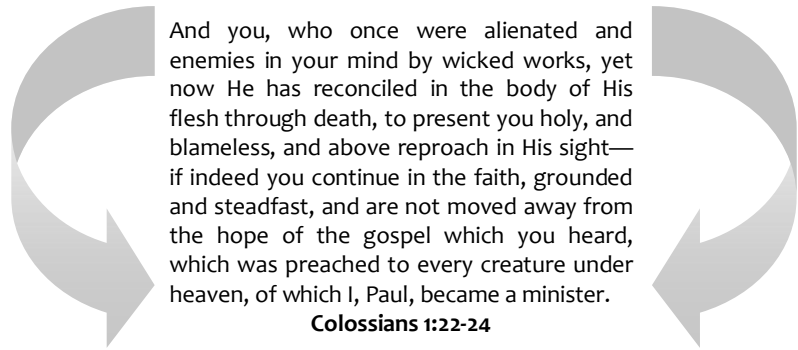 And you, who once were alienated and
enemies in your mind by wicked works, yet
now He has reconciled in the body of His
flesh through death, to present you holy, and
blameless, and above reproach in His sight—
if indeed you continue in the faith, grounded
and steadfast, and are not moved away from
the hope of the gospel which you heard,
which was preached to every creature under
heaven, of which I, Paul, became a minister.
Colossians 1:22-24